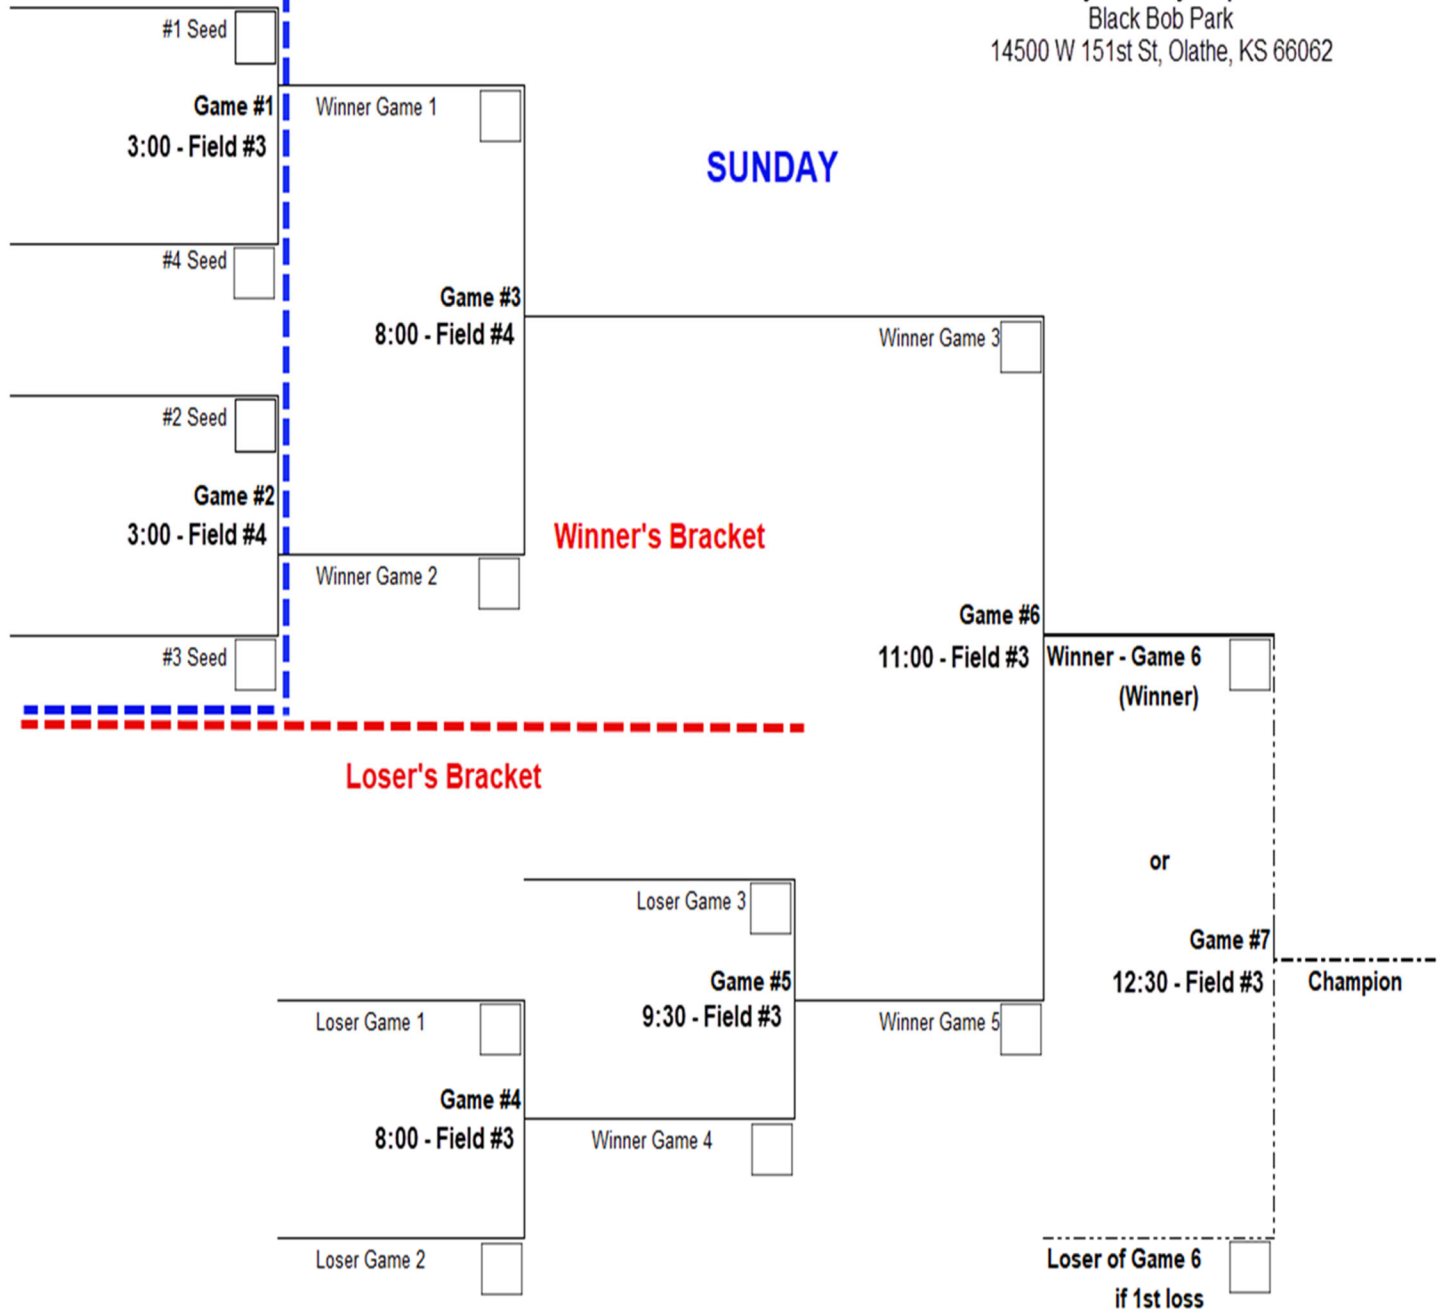 Black Bob Park
14500 W 151st St, Olathe, KS 66062
#1 Seed
Game #1
3:00 - Field #3
#4 Seed
Winner Game 1
SUNDAY
Game #3
8:00 - Field #4
Winner Game 3
#2 Seed
Game #2
3:00 - Field #4
#3 Seed
Winner Game 2
Winner's Bracket
Game #6
11:00 - Field #3
Winner - Game 6
(Winner)
Loser's Bracket
or
Loser Game 3
Game #5
9:30 - Field #3
Game #7
12:30 - Field #3
Champion
Loser Game 1
Game #4
8:00 - Field #3
Winner Game 5
Winner Game 4
Loser Game 2
Loser of Game 6
if 1st loss